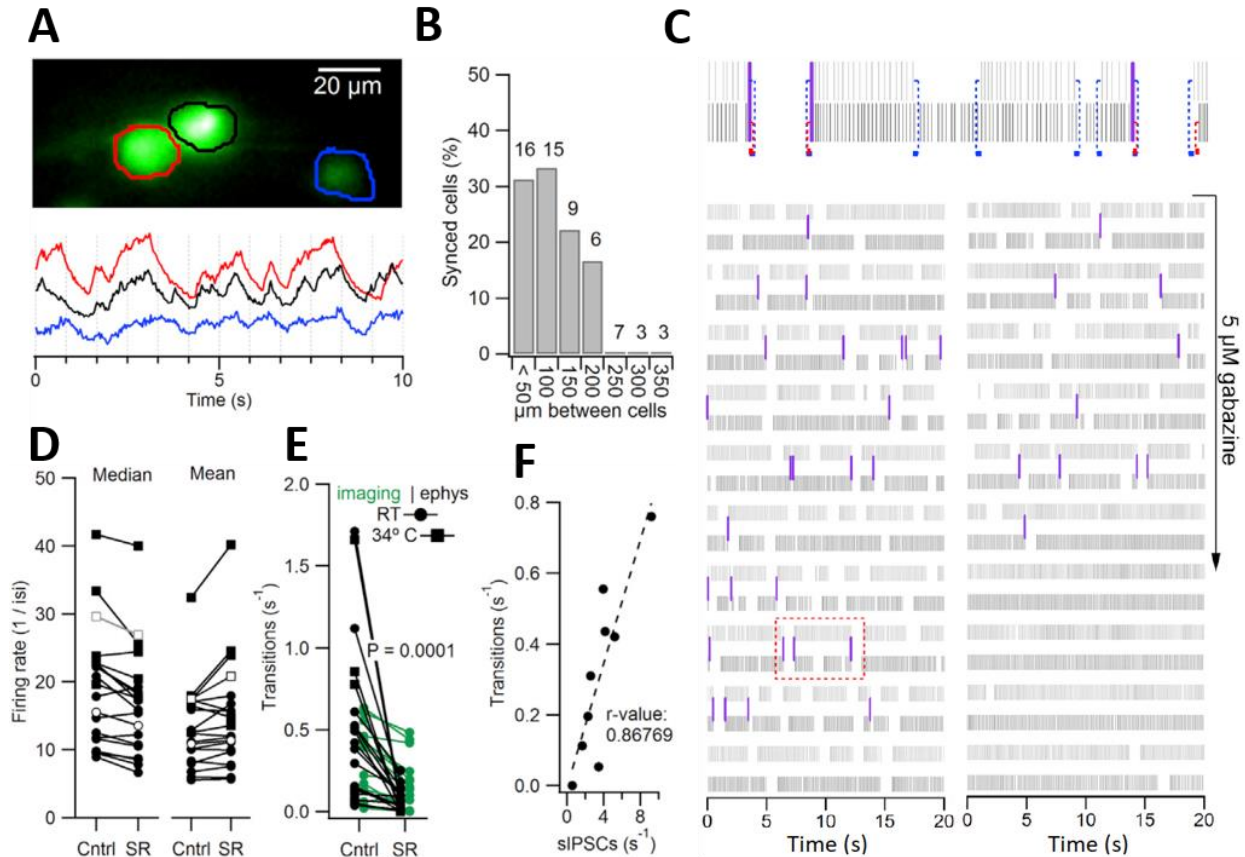 A
20 µm
0
5
10
Time (s)
B
Synced cells (%)
50
40
30
20
10
0
16
15
9
6
7
3
3
< 50
100
150
200
250
300
350
µm between cells
C
5 µM gabazine
0
5
10
15
20
Time (s)
0
5
10
15
20
Time (s)
D
Median
Mean
Firing rate (1 / isi)
50
40
30
20
10
0
Cntrl
SR
Cntrl
SR
E
imaging | ephys
RT
34º C
P = 0.0001
Transitions (s⁻¹)
2.0
1.5
1.0
0.5
0.0
Cntrl
SR
F
Transitions (s⁻¹)
0.8
0.6
0.4
0.2
0.0
r-value:
0.86769
0
4
8
12
sIPSCs (s⁻¹)